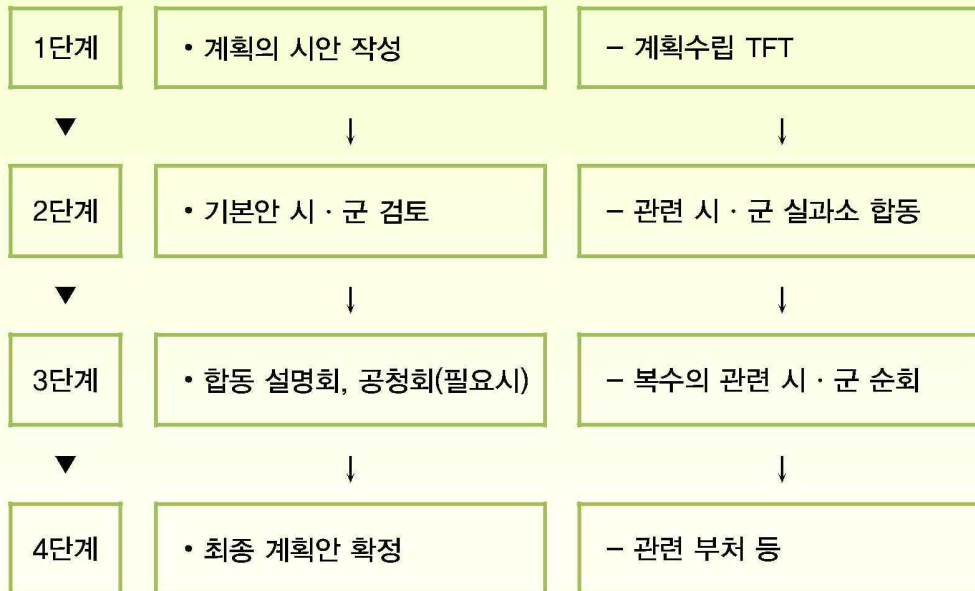 1단계 • 계획의 시안 작성 – 계획수립 TFT
▼ ↓ ↓
2단계 • 기본안 시 · 군 검토 – 관련 시 · 군 실과소 합동
▼ ↓ ↓
3단계 • 합동 설명회, 공청회(필요시) – 복수의 관련 시 · 군 순회
▼ ↓ ↓
4단계 • 최종 계획안 확정 – 관련 부처 등